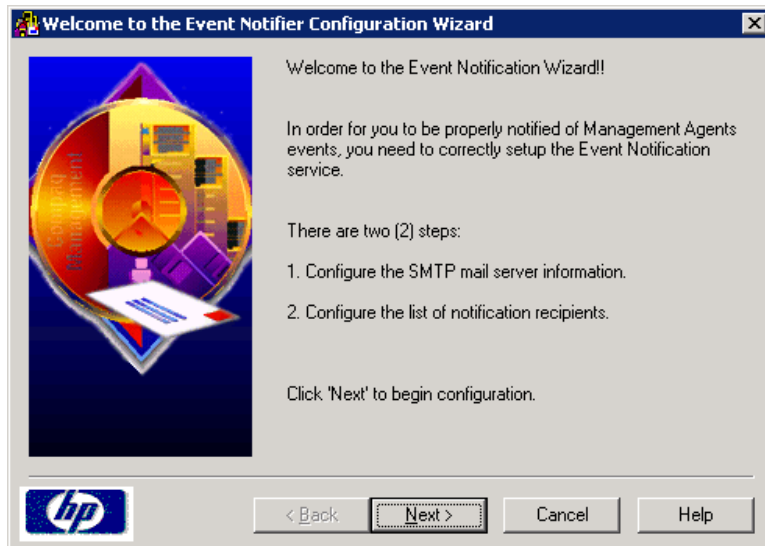 Welcome to the Event Notifier Configuration Wizard
Welcome to the Event Notification Wizard!!
In order for you to be properly notified of Management Agents
events, you need to correctly setup the Event Notification
service.
There are two (2) steps:
1. Configure the SMTP mail server information.
2. Configure the list of notification recipients.
Click 'Next' to begin configuration.
Compaq
Management
hp
< Back
Next >
Cancel
Help